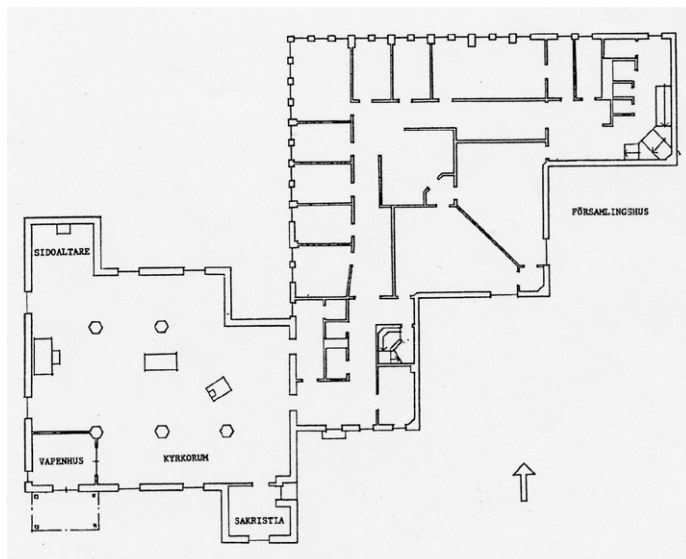 FÖRSAMLINGSHUS
SIDOALTARE
KYRKORUM
VAPENHUS
SAKRISTIA